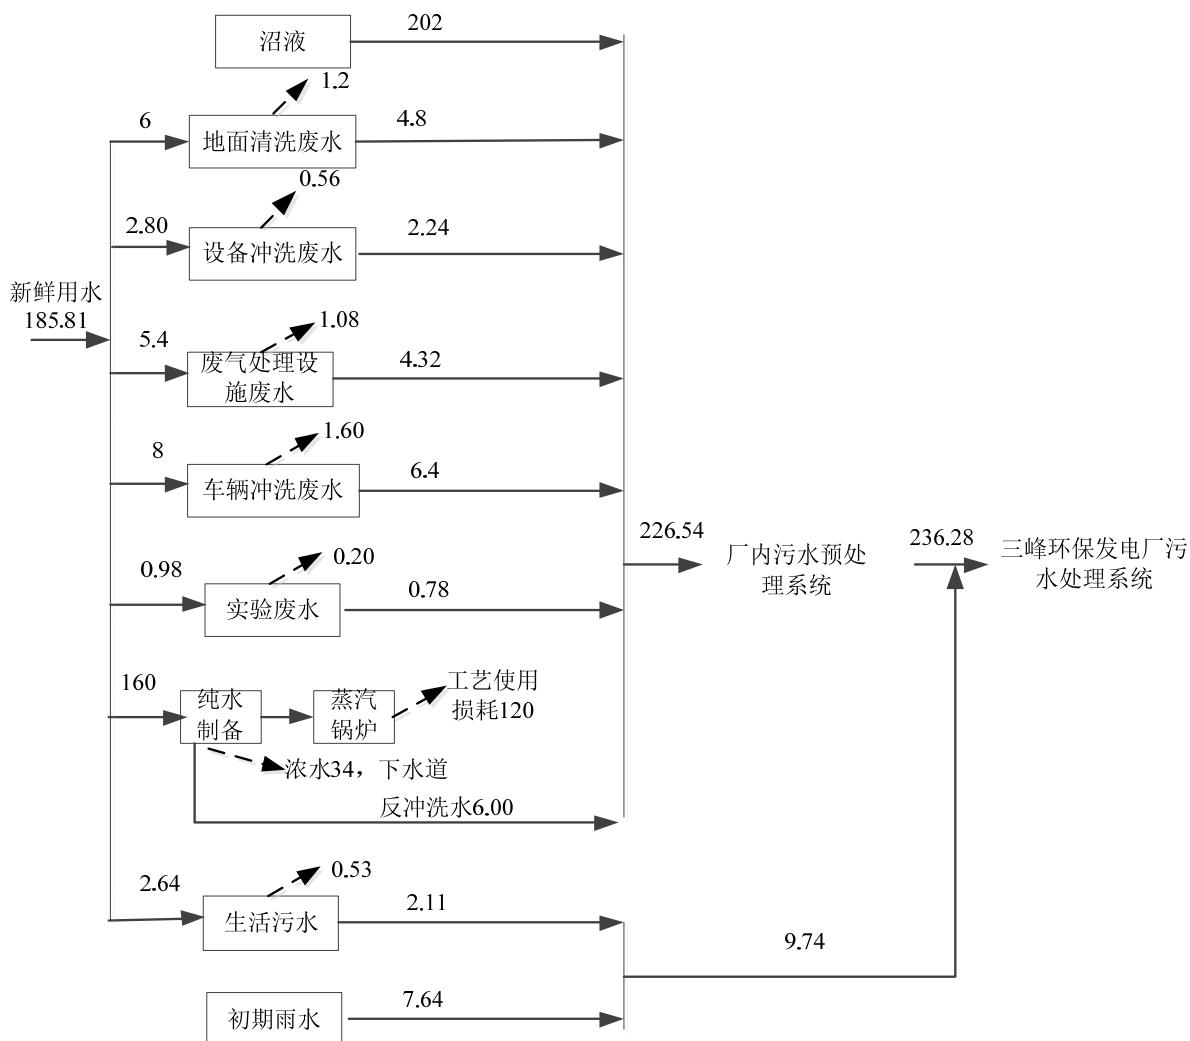 沼液
202
1.2
6
地面清洗废水
4.8
0.56
2.80
设备冲洗废水
2.24
新鲜用水
185.81
1.08
5.4
废气处理设
施废水
4.32
1.60
8
车辆冲洗废水
6.4
226.54
厂内污水预处
理系统
236.28
三峰环保发电厂污
水处理系统
0.20
0.98
实验废水
0.78
160
纯水
制备
蒸汽
锅炉
工艺使用
损耗120
浓水34，下水道
反冲洗水6.00
0.53
2.64
生活污水
2.11
9.74
初期雨水
7.64